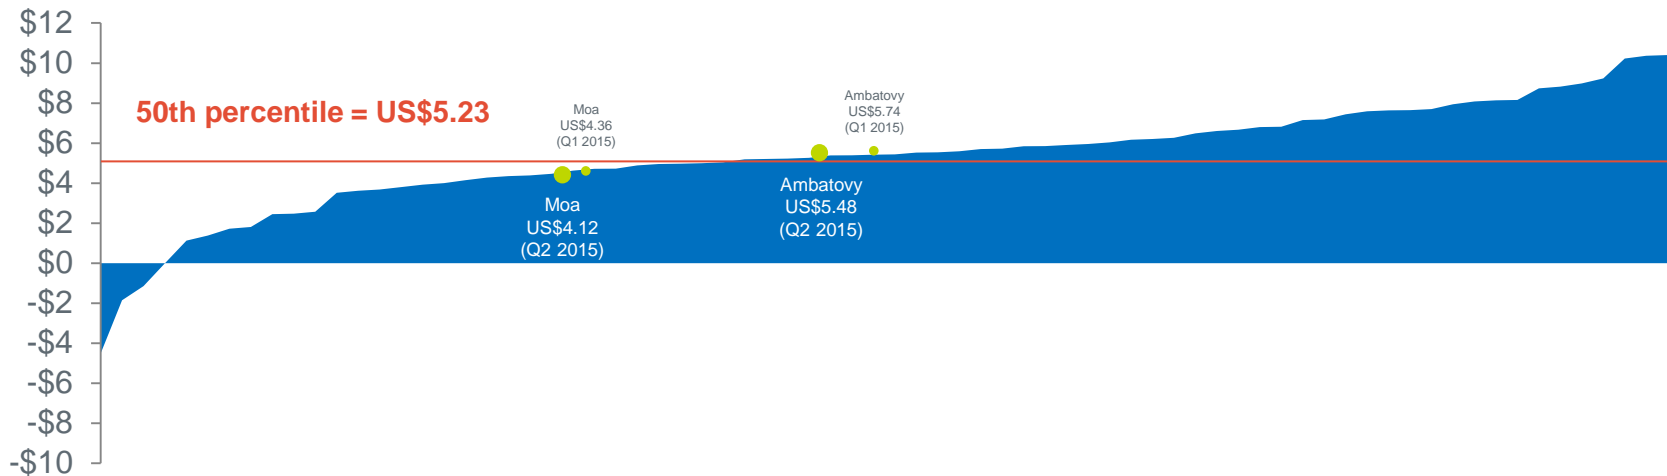 $12
$10
$8
$6
$4
$2
$0
-$2
-$4
-$6
-$8
-$10
50th percentile = US$5.23
Moa
US$4.36
(Q1 2015)
Ambatovy
US$5.74
(Q1 2015)
Moa
US$4.12
(Q2 2015)
Ambatovy
US$5.48
(Q2 2015)